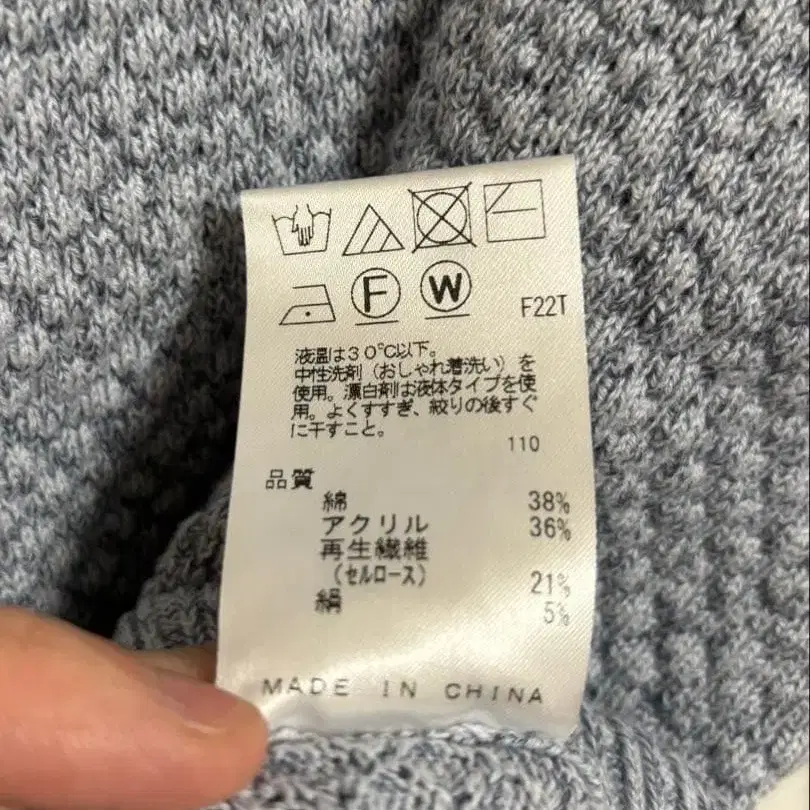 F W F22T
液温は30℃以下。
中性洗剤（おしゃれ着洗い）を
使用。漂白剤は液体タイプを使
用。よくすすぎ、絞りの後すぐ
に干すこと。
110
品質
綿 38%
アクリル 36%
再生繊維
（セルロース） 21%
絹 5%
MADE IN CHINA